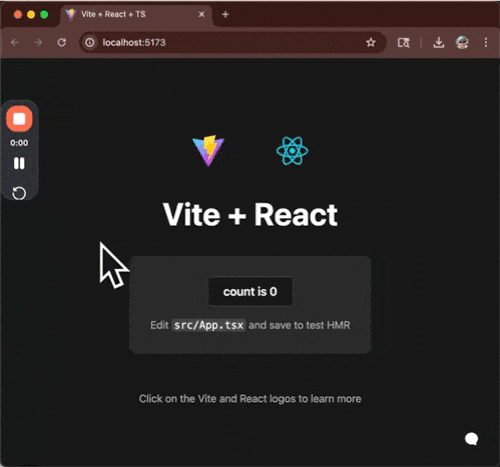 Vite + React + TS
localhost:5173
0:00
Vite + React
count is 0
Edit src/App.tsx and save to test HMR
Click on the Vite and React logos to learn more